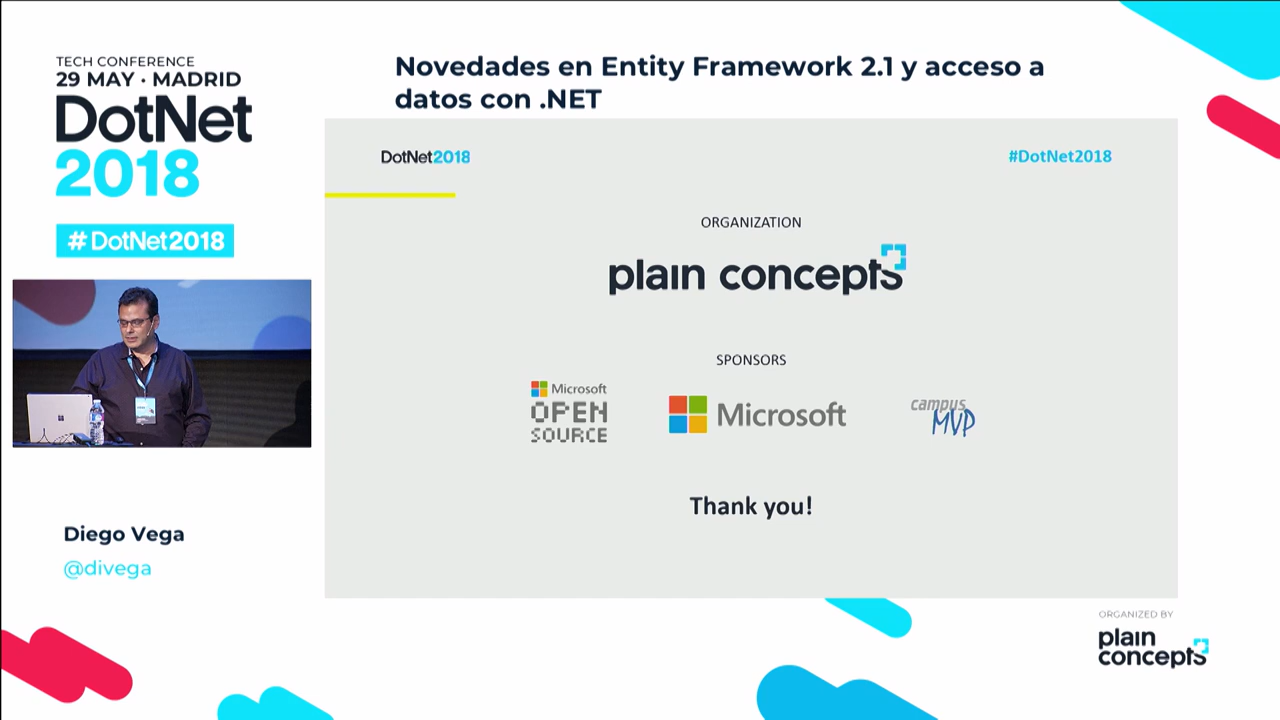 TECH CONFERENCE
29 MAY · MADRID
DotNet
2018
#DotNet2018
Novedades en Entity Framework 2.1 y acceso a
datos con .NET
DotNet2018
#DotNet2018
ORGANIZATION
plain concepts
SPONSORS
Microsoft
OPEN
SOURCE
Microsoft
campus
MVP
Thank you!
Diego Vega
@divega
ORGANIZED BY
plain
concepts